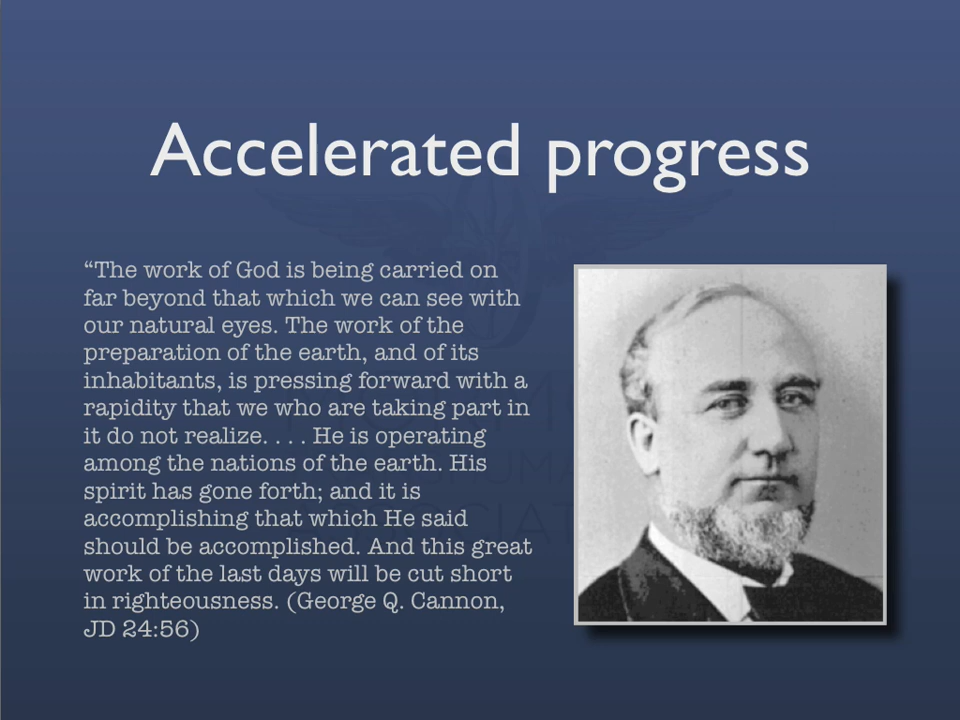 Accelerated progress
“The work of God is being carried on
far beyond that which we can see with
our natural eyes. The work of the
preparation of the earth, and of its
inhabitants, is pressing forward with a
rapidity that we who are taking part in
it do not realize. . . . He is operating
among the nations of the earth. His
spirit has gone forth; and it is
accomplishing that which He said
should be accomplished. And this great
work of the last days will be cut short
in righteousness. (George Q. Cannon,
JD 24:56)